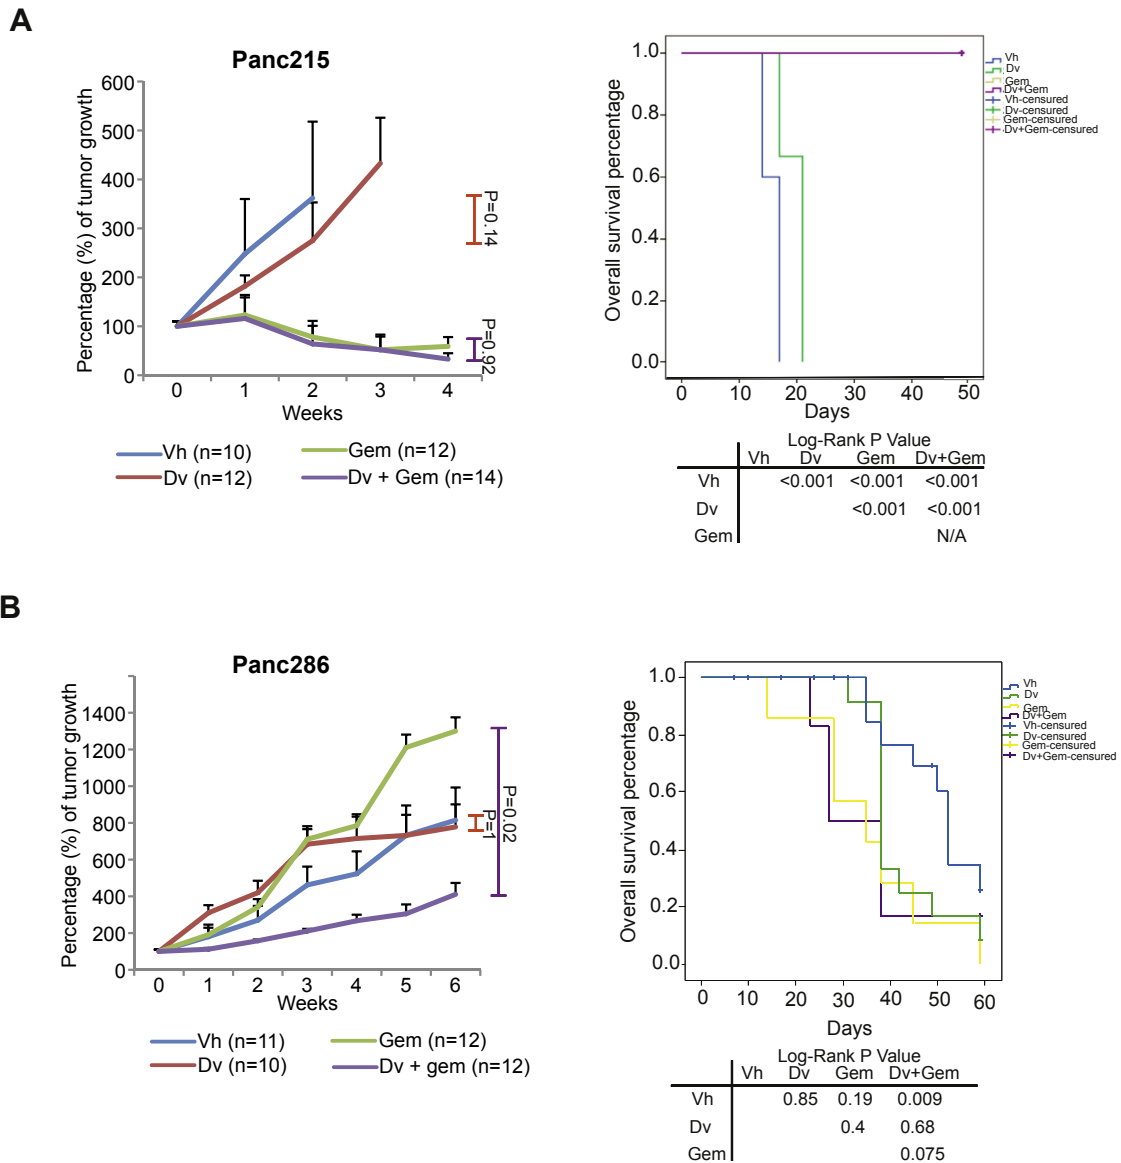 A
Panc215
Percentage (%) of tumor growth
600
500
400
300
200
100
0
0 1 2 3 4
Weeks
P=0.14
P=0.92
Vh (n=10)
Gem (n=12)
Dv (n=12)
Dv + Gem (n=14)
Overall survival percentage
1.0
0.8
0.6
0.4
0.2
0.0
0 10 20 30 40 50
Days
Vh
Dv
Gem
Dv+Gem
Vh-censured
Dv-censured
Gem-censured
Dv+Gem-censured
Log-Rank P Value
Vh Dv Gem Dv+Gem
Vh <0.001 <0.001 <0.001
Dv <0.001 <0.001
Gem N/A
B
Panc286
Percentage (%) of tumor growth
1400
1200
1000
800
600
400
200
0
0 1 2 3 4 5 6
Weeks
P=1
P=0.02
Vh (n=11)
Gem (n=12)
Dv (n=10)
Dv + gem (n=12)
Overall survival percentage
1.0
0.8
0.6
0.4
0.2
0.0
0 10 20 30 40 50 60
Days
Vh
Dv
Gem
Dv+Gem
Vh-censured
Dv-censured
Gem-censured
Dv+Gem-censured
Log-Rank P Value
Vh Dv Gem Dv+Gem
Vh 0.85 0.19 0.009
Dv 0.4 0.68
Gem 0.075